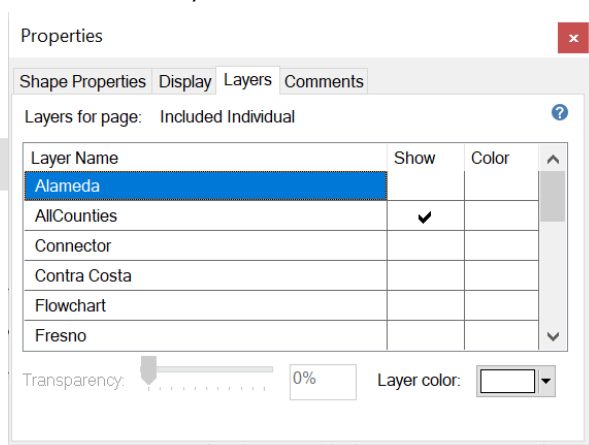 Properties
Shape Properties Display Layers Comments
Layers for page: Included Individual
Layer Name Show Color
Alameda
AllCounties
Connector
Contra Costa
Flowchart
Fresno
Transparency: 0% Layer color: